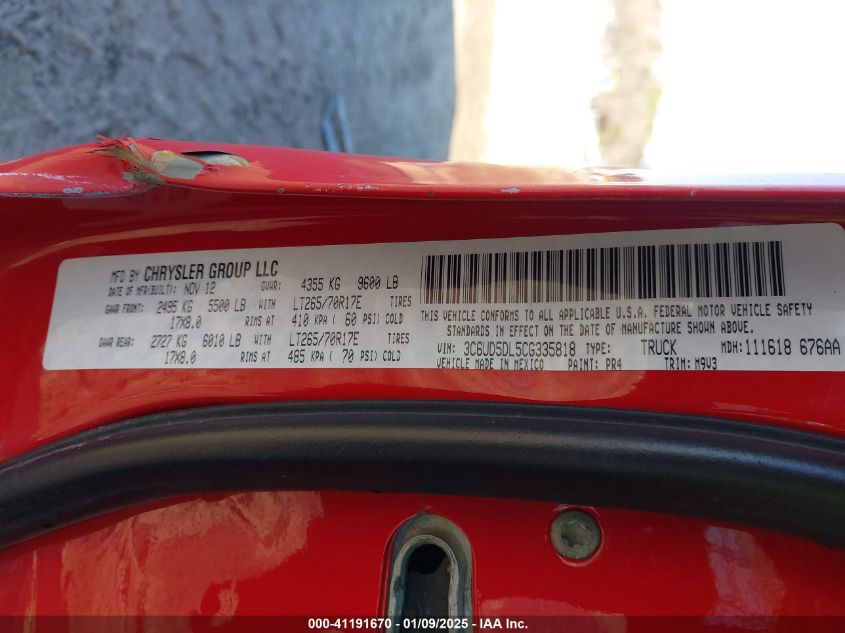 MFD BY CHRYSLER GROUP LLC
DATE OF MFR(BUILT): NOV 12 GVWR: 4355 KG 9600 LB
GAWR FRONT: 2495 KG 5500 LB WITH LT265/70R17E TIRES
17X8.0 RIMS AT 410 KPA ( 60 PSI) COLD
GAWR REAR: 2727 KG 6010 LB WITH LT265/70R17E TIRES
17X8.0 RIMS AT 485 KPA ( 70 PSI) COLD
THIS VEHICLE CONFORMS TO ALL APPLICABLE U.S.A. FEDERAL MOTOR VEHICLE SAFETY
STANDARDS IN EFFECT ON THE DATE OF MANUFACTURE SHOWN ABOVE.
VIN: 3C6UD5DL5CG335818 TYPE: TRUCK MDH: 111618 676AA
VEHICLE MADE IN MEXICO PAINT: PR4 TRIM: M9V3
000-41191670 — 01/09/2025 — IAA Inc.